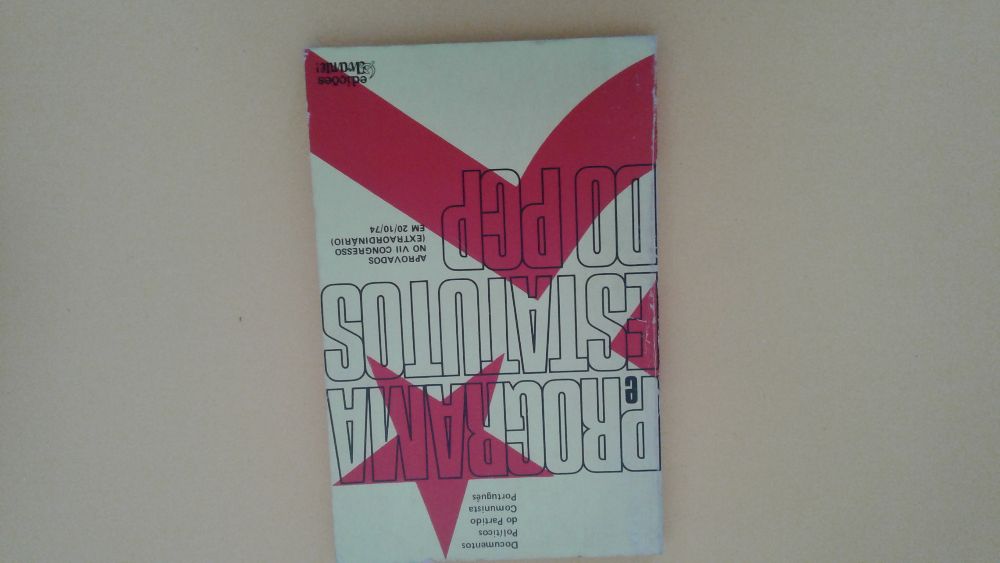 Documentos
Políticos
do Partido
Comunista
Português
PROGRAMA
e
ESTATUTOS
DO PCP
APROVADOS
NO VII CONGRESSO
(EXTRAORDINÁRIO)
EM 20/10/74
edições
Avante!